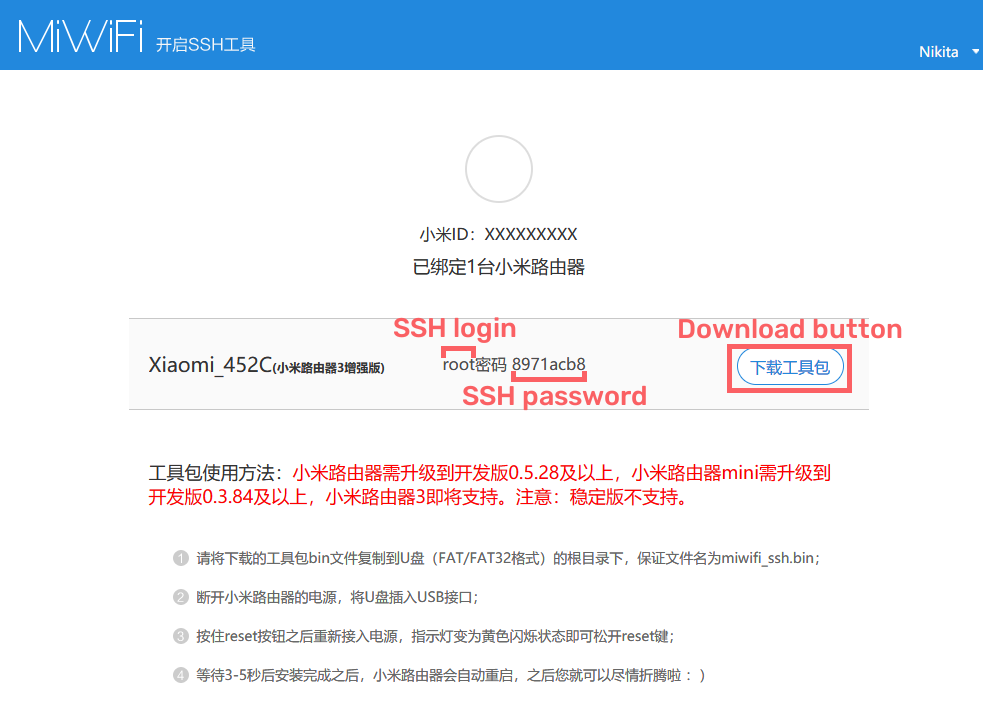 MiWiFi 开启SSH工具
Nikita
小米ID：XXXXXXXXX
已绑定1台小米路由器
SSH login
Download button
Xiaomi_452C(小米路由器3增强版)
root密码 8971acb8
下载工具包
SSH password
工具包使用方法：小米路由器需升级到开发版0.5.28及以上，小米路由器mini需升级到
开发版0.3.84及以上，小米路由器3即将支持。注意：稳定版不支持。
1 请将下载的工具包bin文件复制到U盘（FAT/FAT32格式）的根目录下，保证文件名为miwifi_ssh.bin；
2 断开小米路由器的电源，将U盘插入USB接口；
3 按住reset按钮之后重新接入电源，指示灯变为黄色闪烁状态即可松开reset键；
4 等待3-5秒后安装完成之后，小米路由器会自动重启，之后您就可以尽情折腾啦 ：）